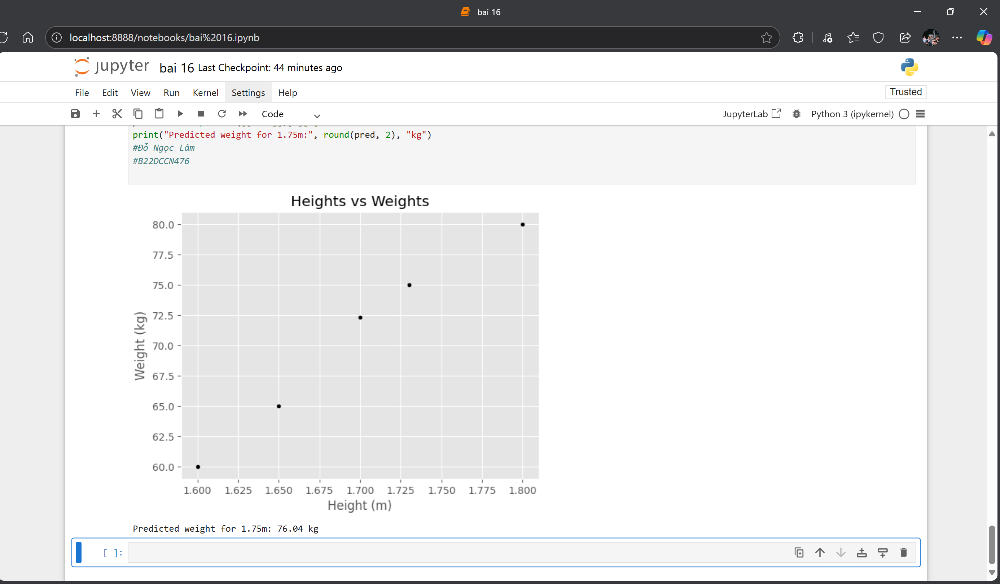 bai 16
localhost:8888/notebooks/bai%2016.ipynb
jupyter bai 16 Last Checkpoint: 44 minutes ago
File Edit View Run Kernel Settings Help Trusted
Code JupyterLab Python 3 (ipykernel)
print("Predicted weight for 1.75m:", round(pred, 2), "kg")
#Đỗ Ngọc Lâm
#B22DCCN476
Heights vs Weights
80.0
77.5
75.0
72.5
70.0
67.5
65.0
62.5
60.0
Weight (kg)
1.600 1.625 1.650 1.675 1.700 1.725 1.750 1.775 1.800
Height (m)
Predicted weight for 1.75m: 76.04 kg
[ ]: